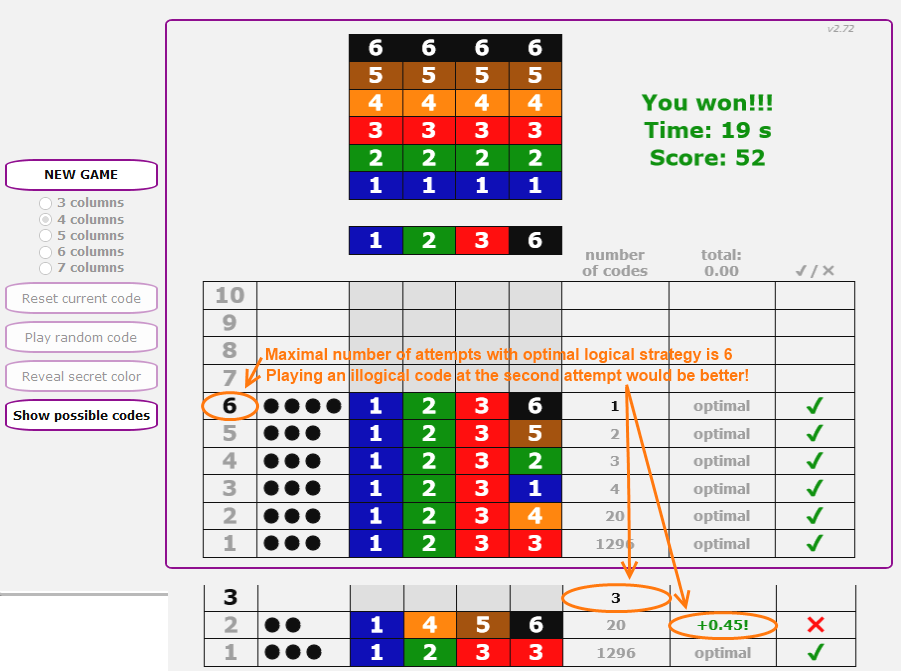 v2.72
6 6 6 6
5 5 5 5
4 4 4 4
3 3 3 3
2 2 2 2
1 1 1 1
You won!!!
Time: 19 s
Score: 52
NEW GAME
3 columns
4 columns
5 columns
6 columns
7 columns
Reset current code
Play random code
Reveal secret color
Show possible codes
1 2 3 6
number of codes total: 0.00 ✓/✕
10
9
8
Maximal number of attempts with optimal logical strategy is 6
7
Playing an illogical code at the second attempt would be better!
6 1 2 3 6 1 optimal ✓
5 1 2 3 5 2 optimal ✓
4 1 2 3 2 3 optimal ✓
3 1 2 3 1 4 optimal ✓
2 1 2 3 4 20 optimal ✓
1 1 2 3 3 1296 optimal ✓
3 3
2 1 4 5 6 20 +0.45! ✕
1 1 2 3 3 1296 optimal ✓